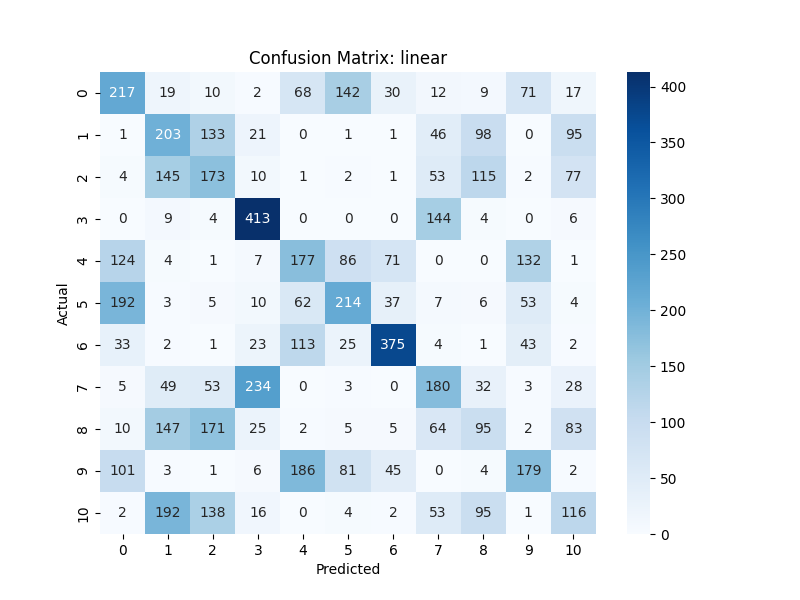 Confusion Matrix: linear
0 217 19 10 2 68 142 30 12 9 71 17
1 1 203 133 21 0 1 1 46 98 0 95
2 4 145 173 10 1 2 1 53 115 2 77
3 0 9 4 413 0 0 0 144 4 0 6
4 124 4 1 7 177 86 71 0 0 132 1
5 192 3 5 10 62 214 37 7 6 53 4
6 33 2 1 23 113 25 375 4 1 43 2
7 5 49 53 234 0 3 0 180 32 3 28
8 10 147 171 25 2 5 5 64 95 2 83
9 101 3 1 6 186 81 45 0 4 179 2
10 2 192 138 16 0 4 2 53 95 1 116
0 1 2 3 4 5 6 7 8 9 10
Predicted
Actual
400
350
300
250
200
150
100
50
0